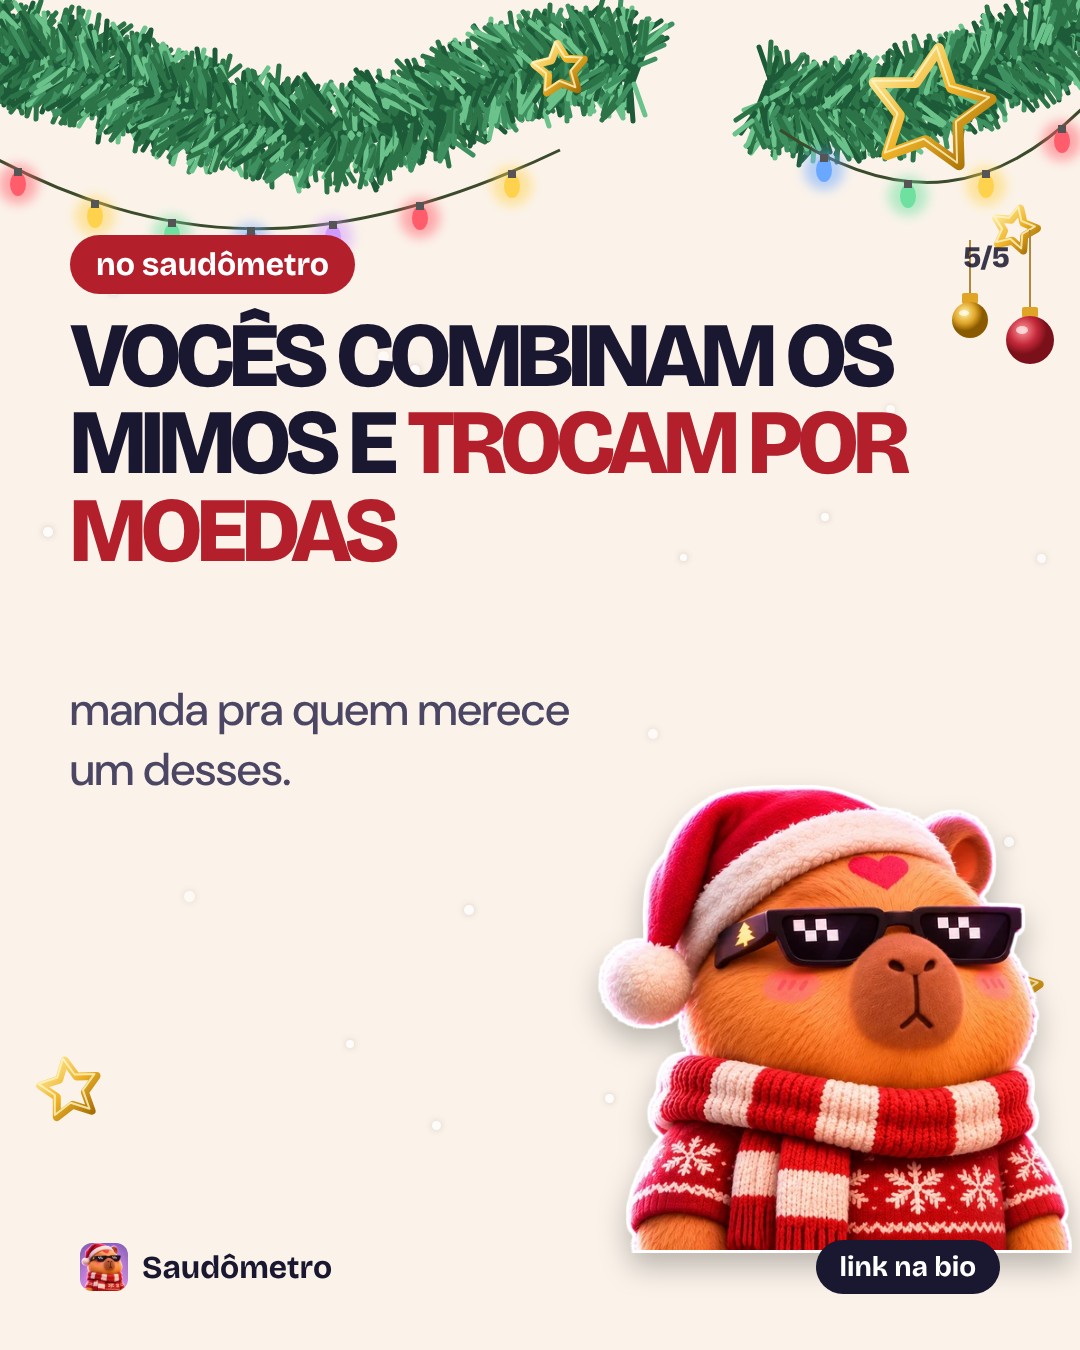 no saudômetro
5/5
VOCÊS COMBINAM OS
MIMOS E TROCAM POR
MOEDAS
manda pra quem merece
um desses.
Saudômetro
link na bio